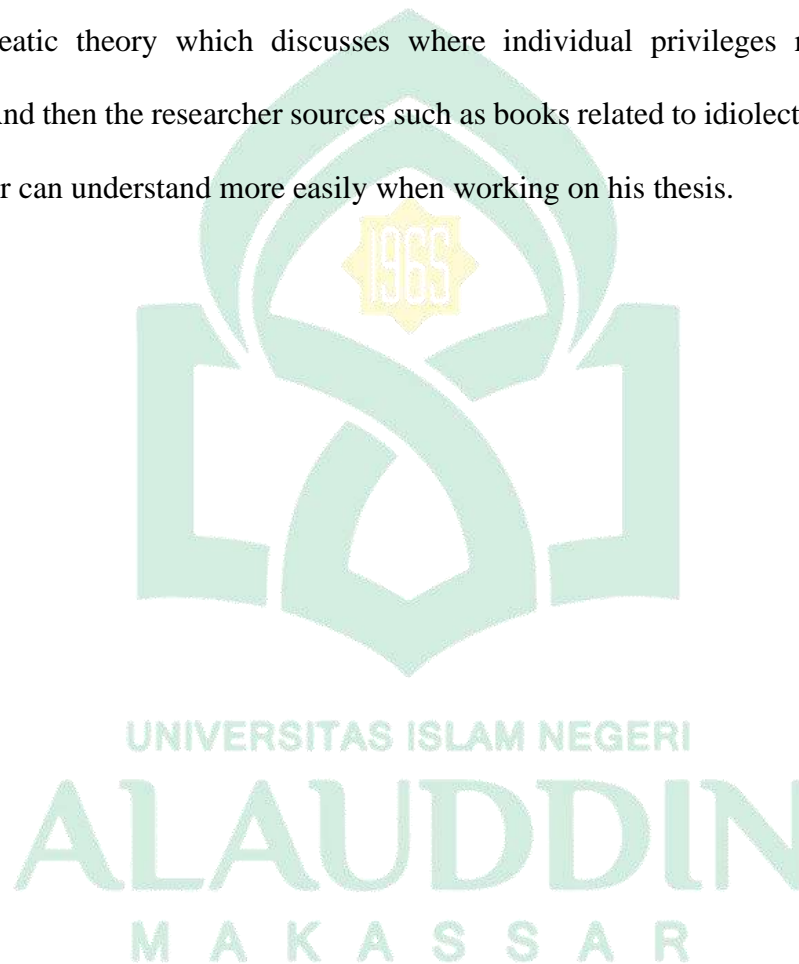 eatic theory which discusses where individual privileges
nd then the researcher sources such as books related to idiolect
r can understand more easily when working on his thesis.
1965
UNIVERSITAS ISLAM NEGERI
ALAUDDIN
MAKASSAR